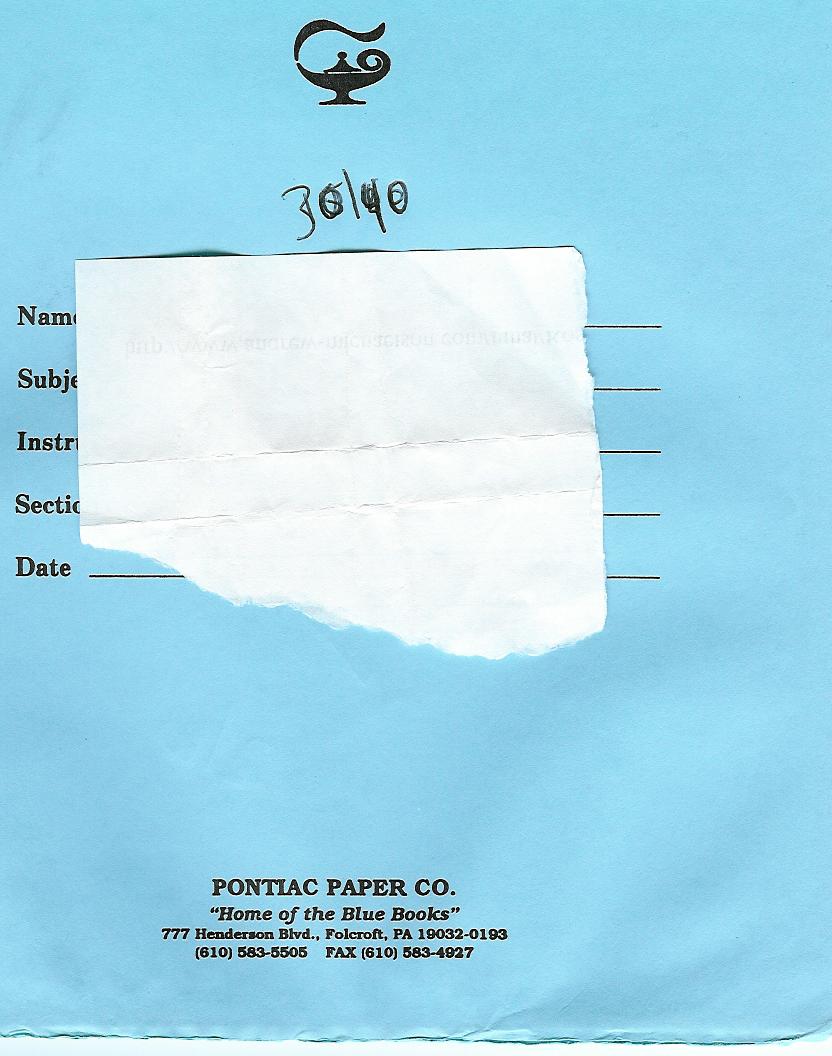 30/40
Name
Subje
Instru
Sectio
Date
PONTIAC PAPER CO.
"Home of the Blue Books"
777 Henderson Blvd., Folcroft, PA 19032-0193
(610) 583-5505 FAX (610) 583-4927